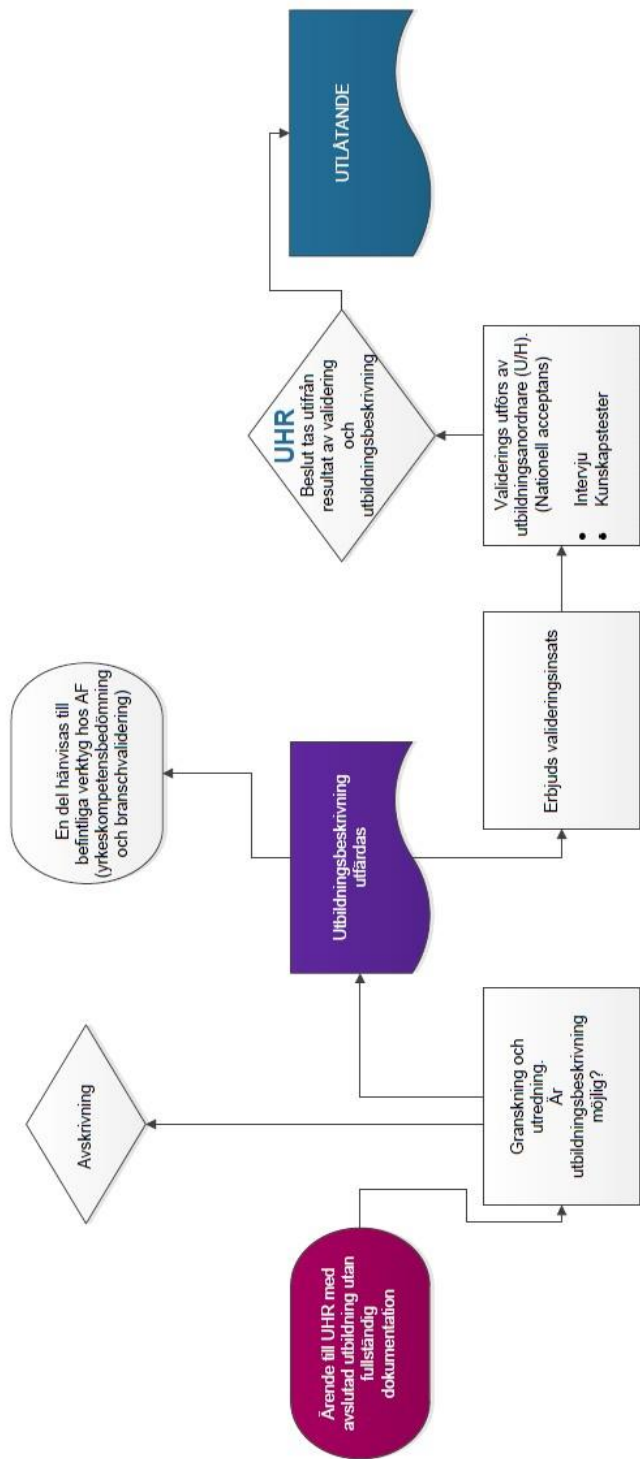 Ärende till UHR med
avslutad utbildning utan
fullständig
dokumentation
Granskning och
utredning.
Är
utbildningsbeskrivning
möjlig?
Avskrivning
Utbildningsbeskrivning
utfärdas
En del hänvisas till
befintliga verktyg hos AF
(yrkeskompetensbedömning
och branschvalidering)
Erbjuds valideringsinsats
Validerings utförs av
utbildningsanordnare (U/H).
(Nationell acceptans)
• Intervju
• Kunskapstester
UHR
Beslut tas utifrån
resultat av validering
och
utbildningsbeskrivning
UTLÅTANDE